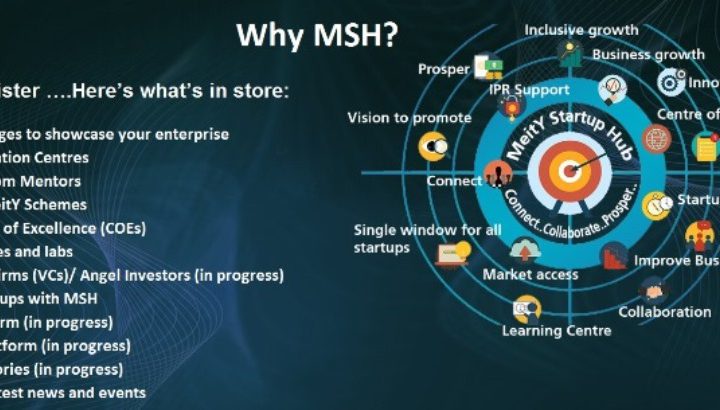 Why MSH?
ister ....Here's what's in store:
ges to showcase your enterprise
ation Centres
om Mentors
eitY Schemes
of Excellence (COEs)
es and labs
irms (VCs)/ Angel Investors (in progress)
ups with MSH
rm (in progress)
tform (in progress)
ories (in progress)
test news and events
Inclusive growth
Business growth
Prosper
IPR Support
Inno
Vision to promote
Centre of
MeitY Startup Hub
Connect
Connect..Collaborate..Prosper..
Startu
Single window for all
startups
Improve Bus
Market access
Collaboration
Learning Centre